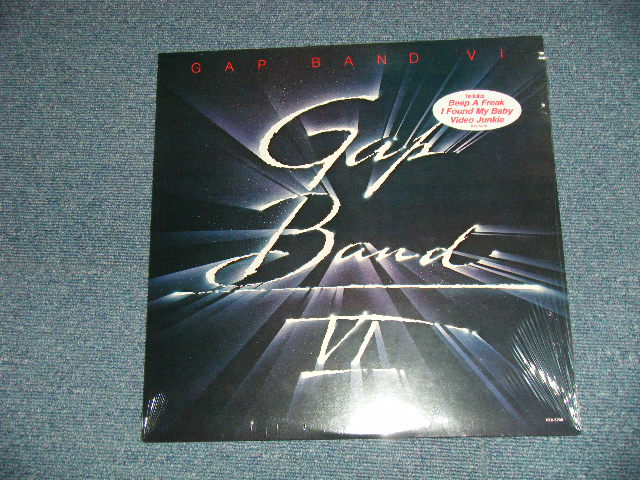 GAP BAND VI
Includes
Beep A Freak
I Found My Baby
Video Junkie
Gap
Band
VI